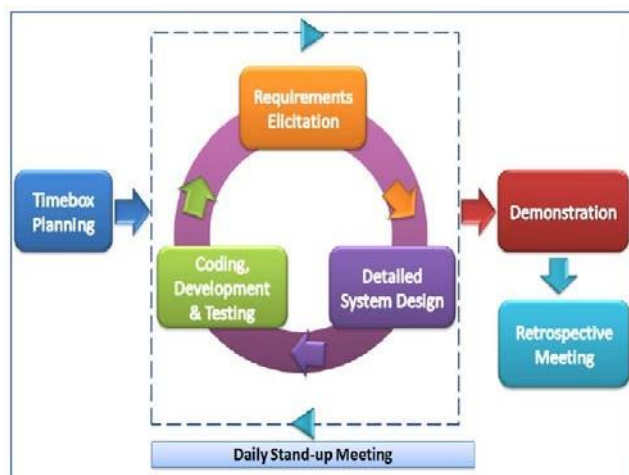 Requirements
Elicitation
Timebox
Planning
Coding,
Development
& Testing
Detailed
System Design
Demonstration
Retrospective
Meeting
Daily Stand-up Meeting